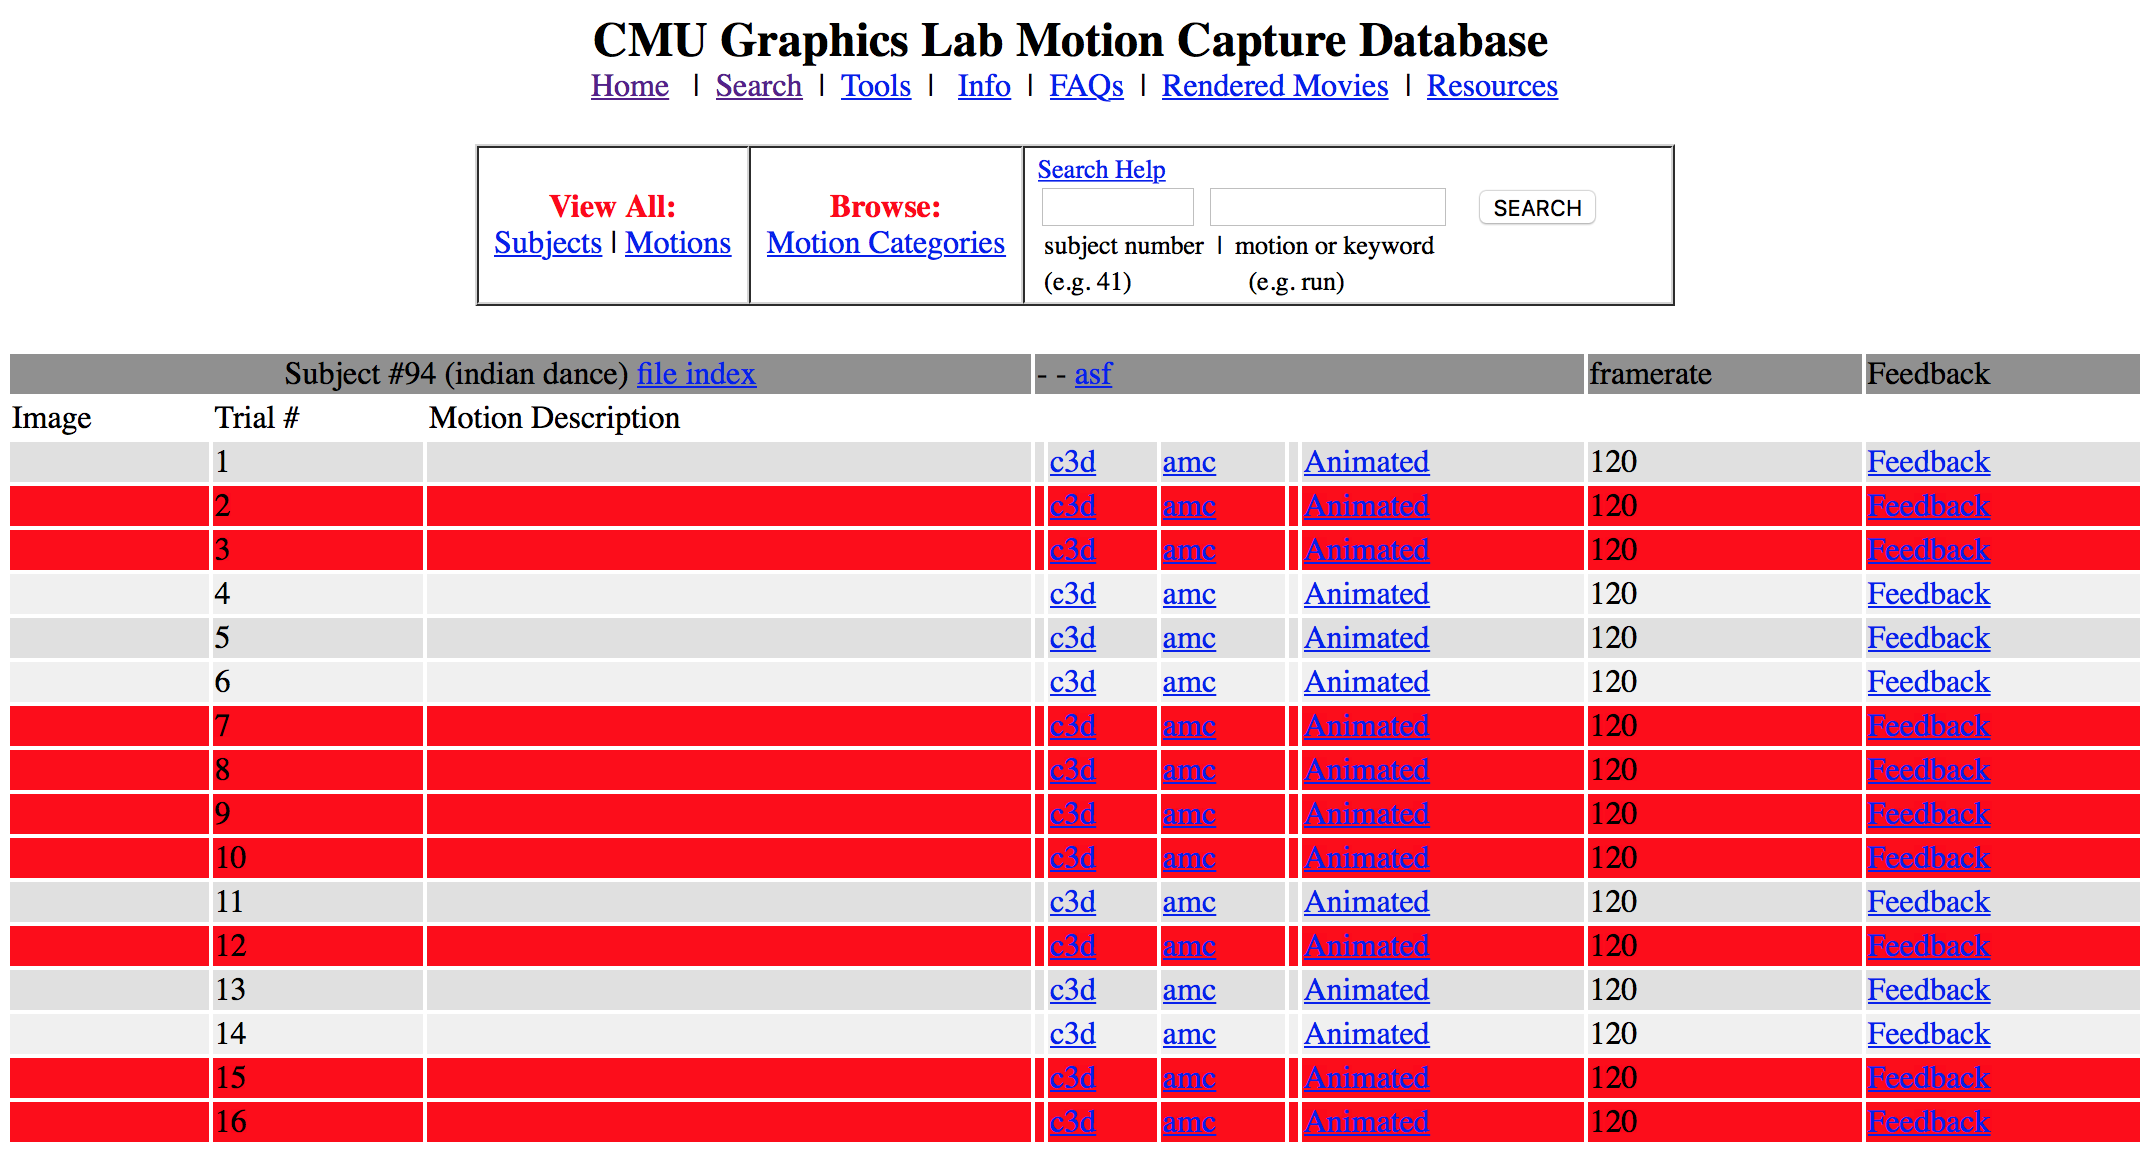 CMU Graphics Lab Motion Capture Database
Home | Search | Tools | Info | FAQs | Rendered Movies | Resources
View All:
Subjects | Motions
Browse:
Motion Categories
Search Help
SEARCH
subject number | motion or keyword
(e.g. 41) (e.g. run)
Subject #94 (indian dance) file index - - asf framerate Feedback
Image Trial # Motion Description
1 c3d amc Animated 120 Feedback
2 c3d amc Animated 120 Feedback
3 c3d amc Animated 120 Feedback
4 c3d amc Animated 120 Feedback
5 c3d amc Animated 120 Feedback
6 c3d amc Animated 120 Feedback
7 c3d amc Animated 120 Feedback
8 c3d amc Animated 120 Feedback
9 c3d amc Animated 120 Feedback
10 c3d amc Animated 120 Feedback
11 c3d amc Animated 120 Feedback
12 c3d amc Animated 120 Feedback
13 c3d amc Animated 120 Feedback
14 c3d amc Animated 120 Feedback
15 c3d amc Animated 120 Feedback
16 c3d amc Animated 120 Feedback